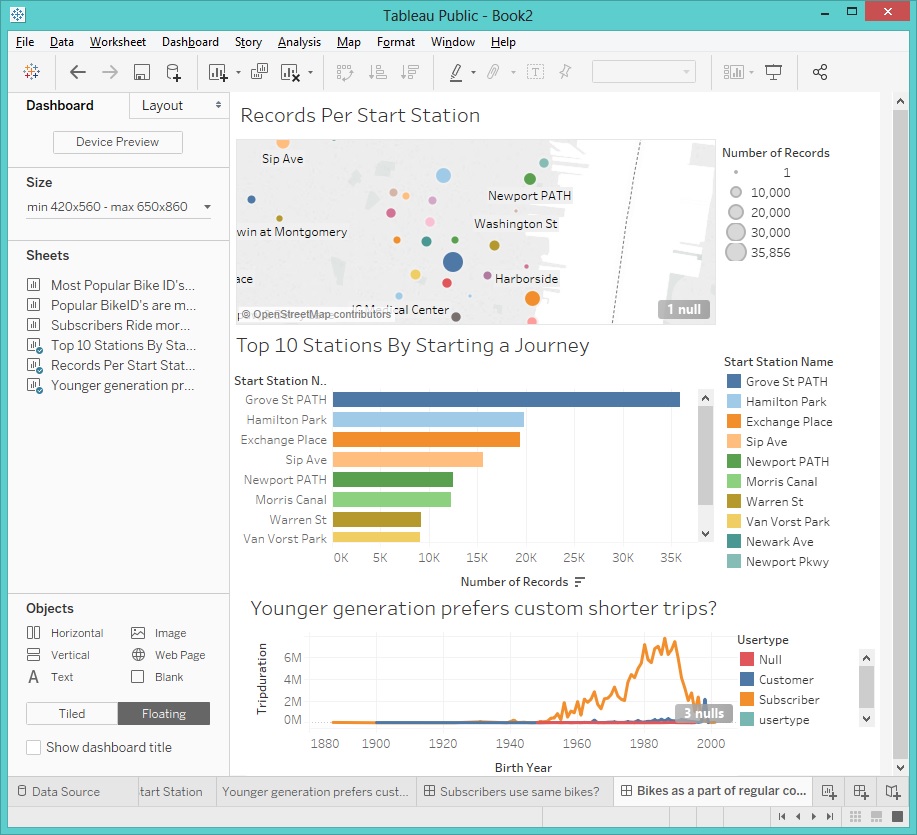 Tableau Public - Book2
File Data Worksheet Dashboard Story Analysis Map Format Window Help
Dashboard Layout
Device Preview
Size
min 420x560 - max 650x860
Sheets
Most Popular Bike ID's...
Popular BikeID's are m...
Subscribers Ride mor...
Top 10 Stations By Sta...
Records Per Start Stat...
Younger generation pr...
Objects
Horizontal Image
Vertical Web Page
A Text Blank
Tiled Floating
Show dashboard title
Records Per Start Station
Sip Ave
Newport PATH
Washington St
win at Montgomery
ace
Harborside
Medical Center
© OpenStreetMap contributors
1 null
Number of Records
1
10,000
20,000
30,000
35,856
Top 10 Stations By Starting a Journey
Start Station N..
Grove St PATH
Hamilton Park
Exchange Place
Sip Ave
Newport PATH
Morris Canal
Warren St
Van Vorst Park
0K 5K 10K 15K 20K 25K 30K 35K
Number of Records
Start Station Name
Grove St PATH
Hamilton Park
Exchange Place
Sip Ave
Newport PATH
Morris Canal
Warren St
Van Vorst Park
Newark Ave
Newport Pkwy
Younger generation prefers custom shorter trips?
Tripduration
6M
4M
2M
0M
3 nulls
1880 1900 1920 1940 1960 1980 2000
Birth Year
Usertype
Null
Customer
Subscriber
usertype
Data Source tart Station Younger generation prefers cust... Subscribers use same bikes? Bikes as a part of regular co...